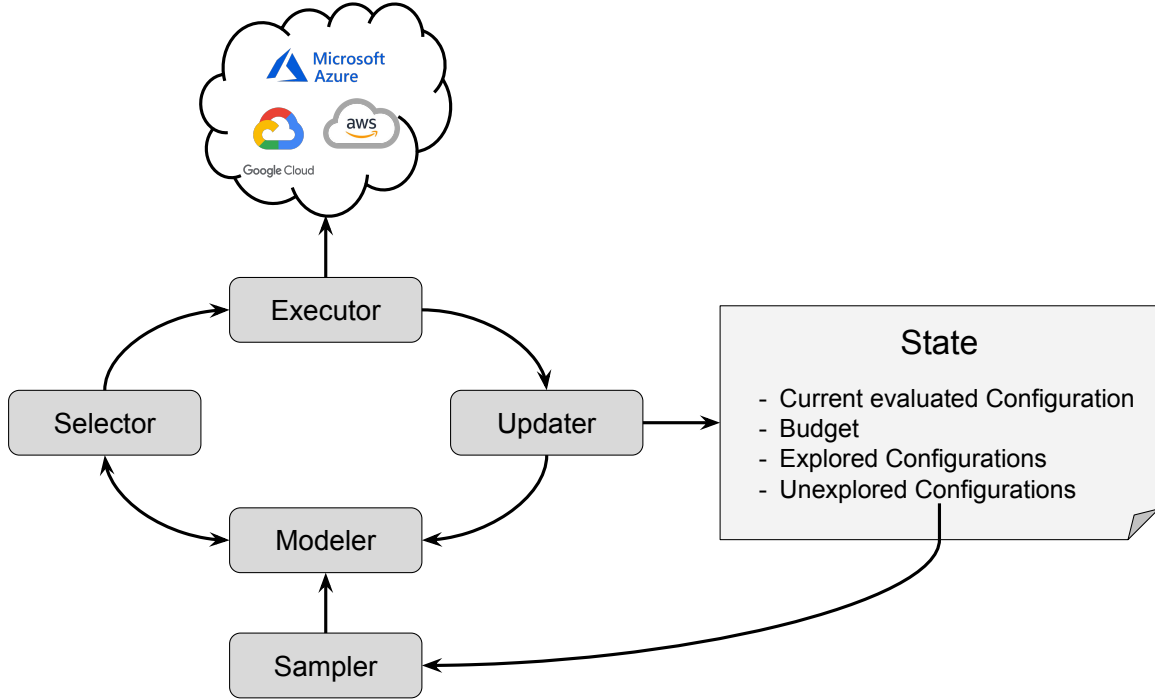 Microsoft
Azure
aws
Google Cloud
Executor
Selector
Updater
Modeler
Sampler
State
- Current evaluated Configuration
- Budget
- Explored Configurations
- Unexplored Configurations